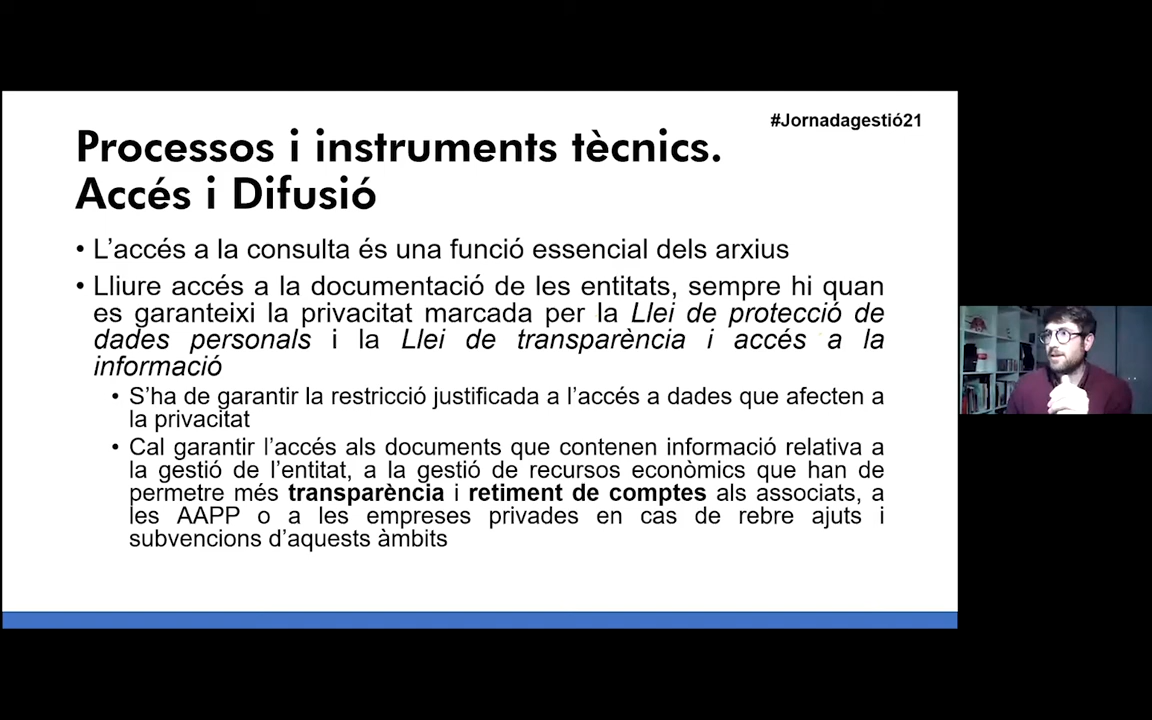 #Jornadagestió21
Processos i instruments tècnics.
Accés i Difusió
• L’accés a la consulta és una funció essencial dels arxius
• Lliure accés a la documentació de les entitats, sempre hi quan
es garanteixi la privacitat marcada per la Llei de protecció de
dades personals i la Llei de transparència i accés a la
informació
• S’ha de garantir la restricció justificada a l’accés a dades que afecten a
la privacitat
• Cal garantir l’accés als documents que contenen informació relativa a
la gestió de l’entitat, a la gestió de recursos econòmics que han de
permetre més transparència i retiment de comptes als associats, a
les AAPP o a les empreses privades en cas de rebre ajuts i
subvencions d’aquests àmbits